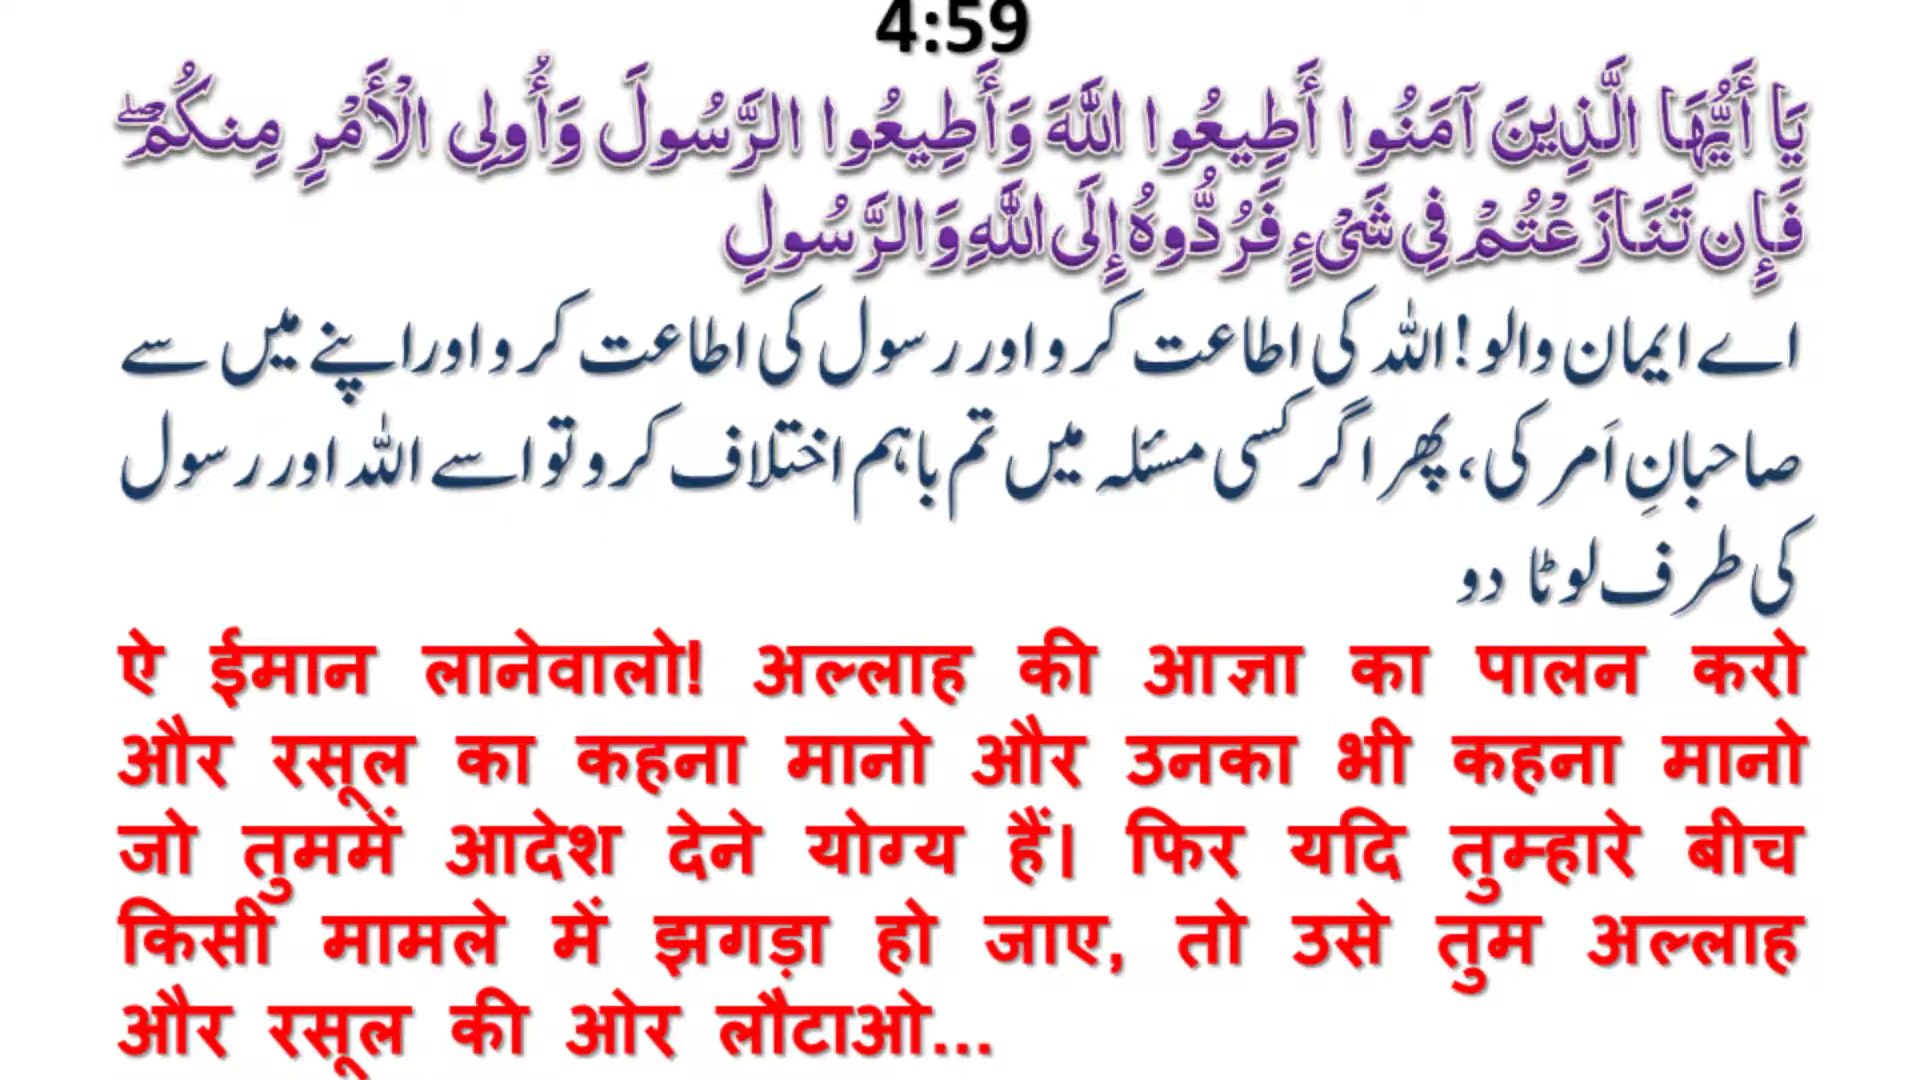 4:59
يَا أَيُّهَا الَّذِينَ آمَنُوا أَطِيعُوا اللَّهَ وَأَطِيعُوا الرَّسُولَ وَأُولِي الْأَمْرِ مِنكُمْ ۖ
فَإِن تَنَازَعْتُمْ فِي شَيْءٍ فَرُدُّوهُ إِلَى اللَّهِ وَالرَّسُولِ
اے ایمان والو! اللہ کی اطاعت کرو اور رسول کی اطاعت کرو اور اپنے میں سے
صاحبانِ اَمر کی، پھر اگر کسی مسئلہ میں تم باہم اختلاف کرو تو اسے اللہ اور رسول
کی طرف لوٹا دو
ऐ ईमान लानेवालो! अल्लाह की आज्ञा का पालन करो
और रसूल का कहना मानो और उनका भी कहना मानो
जो तुममें आदेश देने योग्य हैं। फिर यदि तुम्हारे बीच
किसी मामले में झगड़ा हो जाए, तो उसे तुम अल्लाह
और रसूल की ओर लौटाओ...